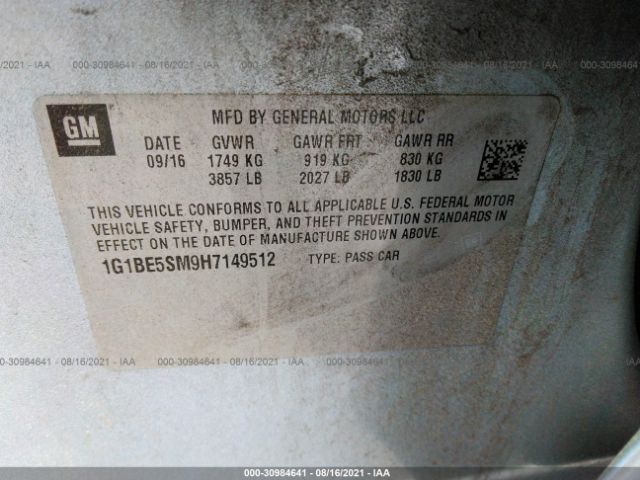 /2021 - IAA 000-30984641 - 08/16/2021 - IAA 000-30984641 - 08/16/2021 - IAA 000-30984641 - 08/16/2021 - IAA
GM
MFD BY GENERAL MOTORS LLC
DATE GVWR GAWR FRT GAWR RR
09/16 1749 KG 919 KG 830 KG
3857 LB 2027 LB 1830 LB
THIS VEHICLE CONFORMS TO ALL APPLICABLE U.S. FEDERAL MOTOR
VEHICLE SAFETY, BUMPER, AND THEFT PREVENTION STANDARDS IN
EFFECT ON THE DATE OF MANUFACTURE SHOWN ABOVE.
1G1BE5SM9H7149512 TYPE: PASS CAR
000-30984641 - 08/16/2021 - IAA 000-30984641 - 08/16/2021 - IAA 000-30984641 - 08/16/2021 - IAA 000-30984641
000-30984641 - 08/16/2021 - IAA